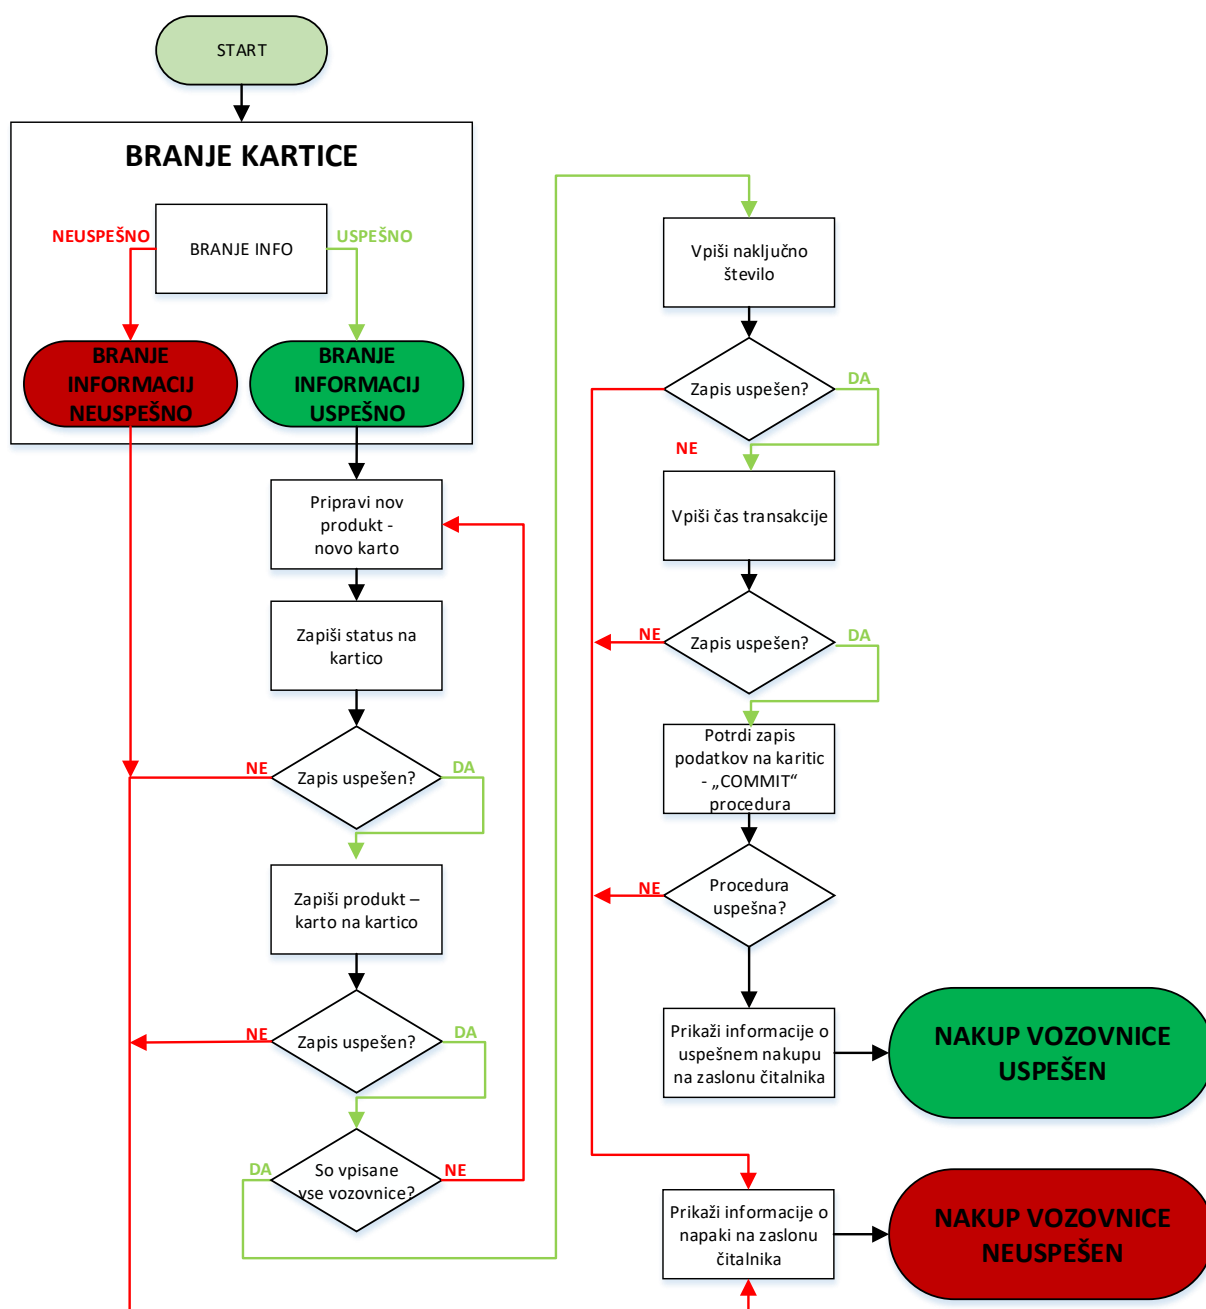 START
BRANJE KARTICE
NEUSPEŠNO
USPEŠNO
BRANJE INFO
BRANJE
INFORMACIJ
NEUSPEŠNO
BRANJE
INFORMACIJ
USPEŠNO
Pripravi nov
produkt -
novo karto
Zapiši status na
kartico
NE
Zapis uspešen?
DA
Zapiši produkt –
karto na kartico
NE
Zapis uspešen?
DA
DA
So vpisane
vse vozovnice?
NE
Vpiši naključno
število
Zapis uspešen?
DA
NE
Vpiši čas transakcije
NE
Zapis uspešen?
DA
Potrdi zapis
podatkov na karitic
- „COMMIT“
procedura
NE
Procedura
uspešna?
Prikaži informacije o
uspešnem nakupu
na zaslonu čitalnika
NAKUP VOZOVNICE
USPEŠEN
Prikaži informacije o
napaki na zaslonu
čitalnika
NAKUP VOZOVNICE
NEUSPEŠEN